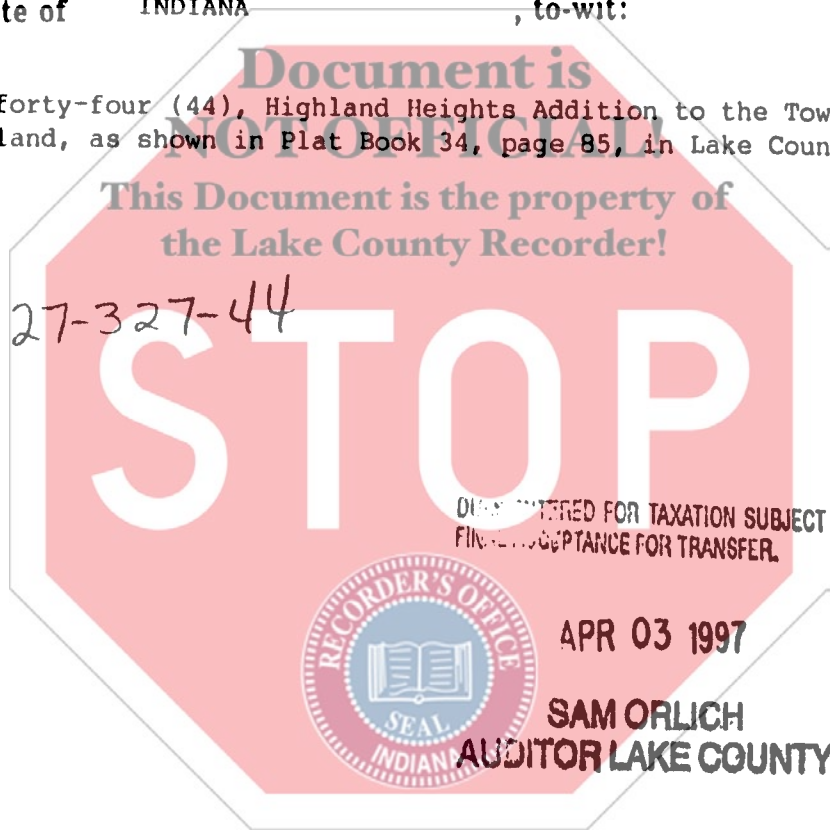 te of INDIANA , to-wit:
Document is
forty-four (44), Highland Heights Addition to the Tow
NOT OFFICIAL!
land, as shown in Plat Book 34, page 85, in Lake Coun
This Document is the property of
the Lake County Recorder!
27-327-44
STOP
ENTERED FOR TAXATION SUBJECT
ACCEPTANCE FOR TRANSFER.
RECORDER'S OFFICE
APR 03 1997
SEAL
SAM ORLICH
INDIANA
AUDITOR LAKE COUNTY